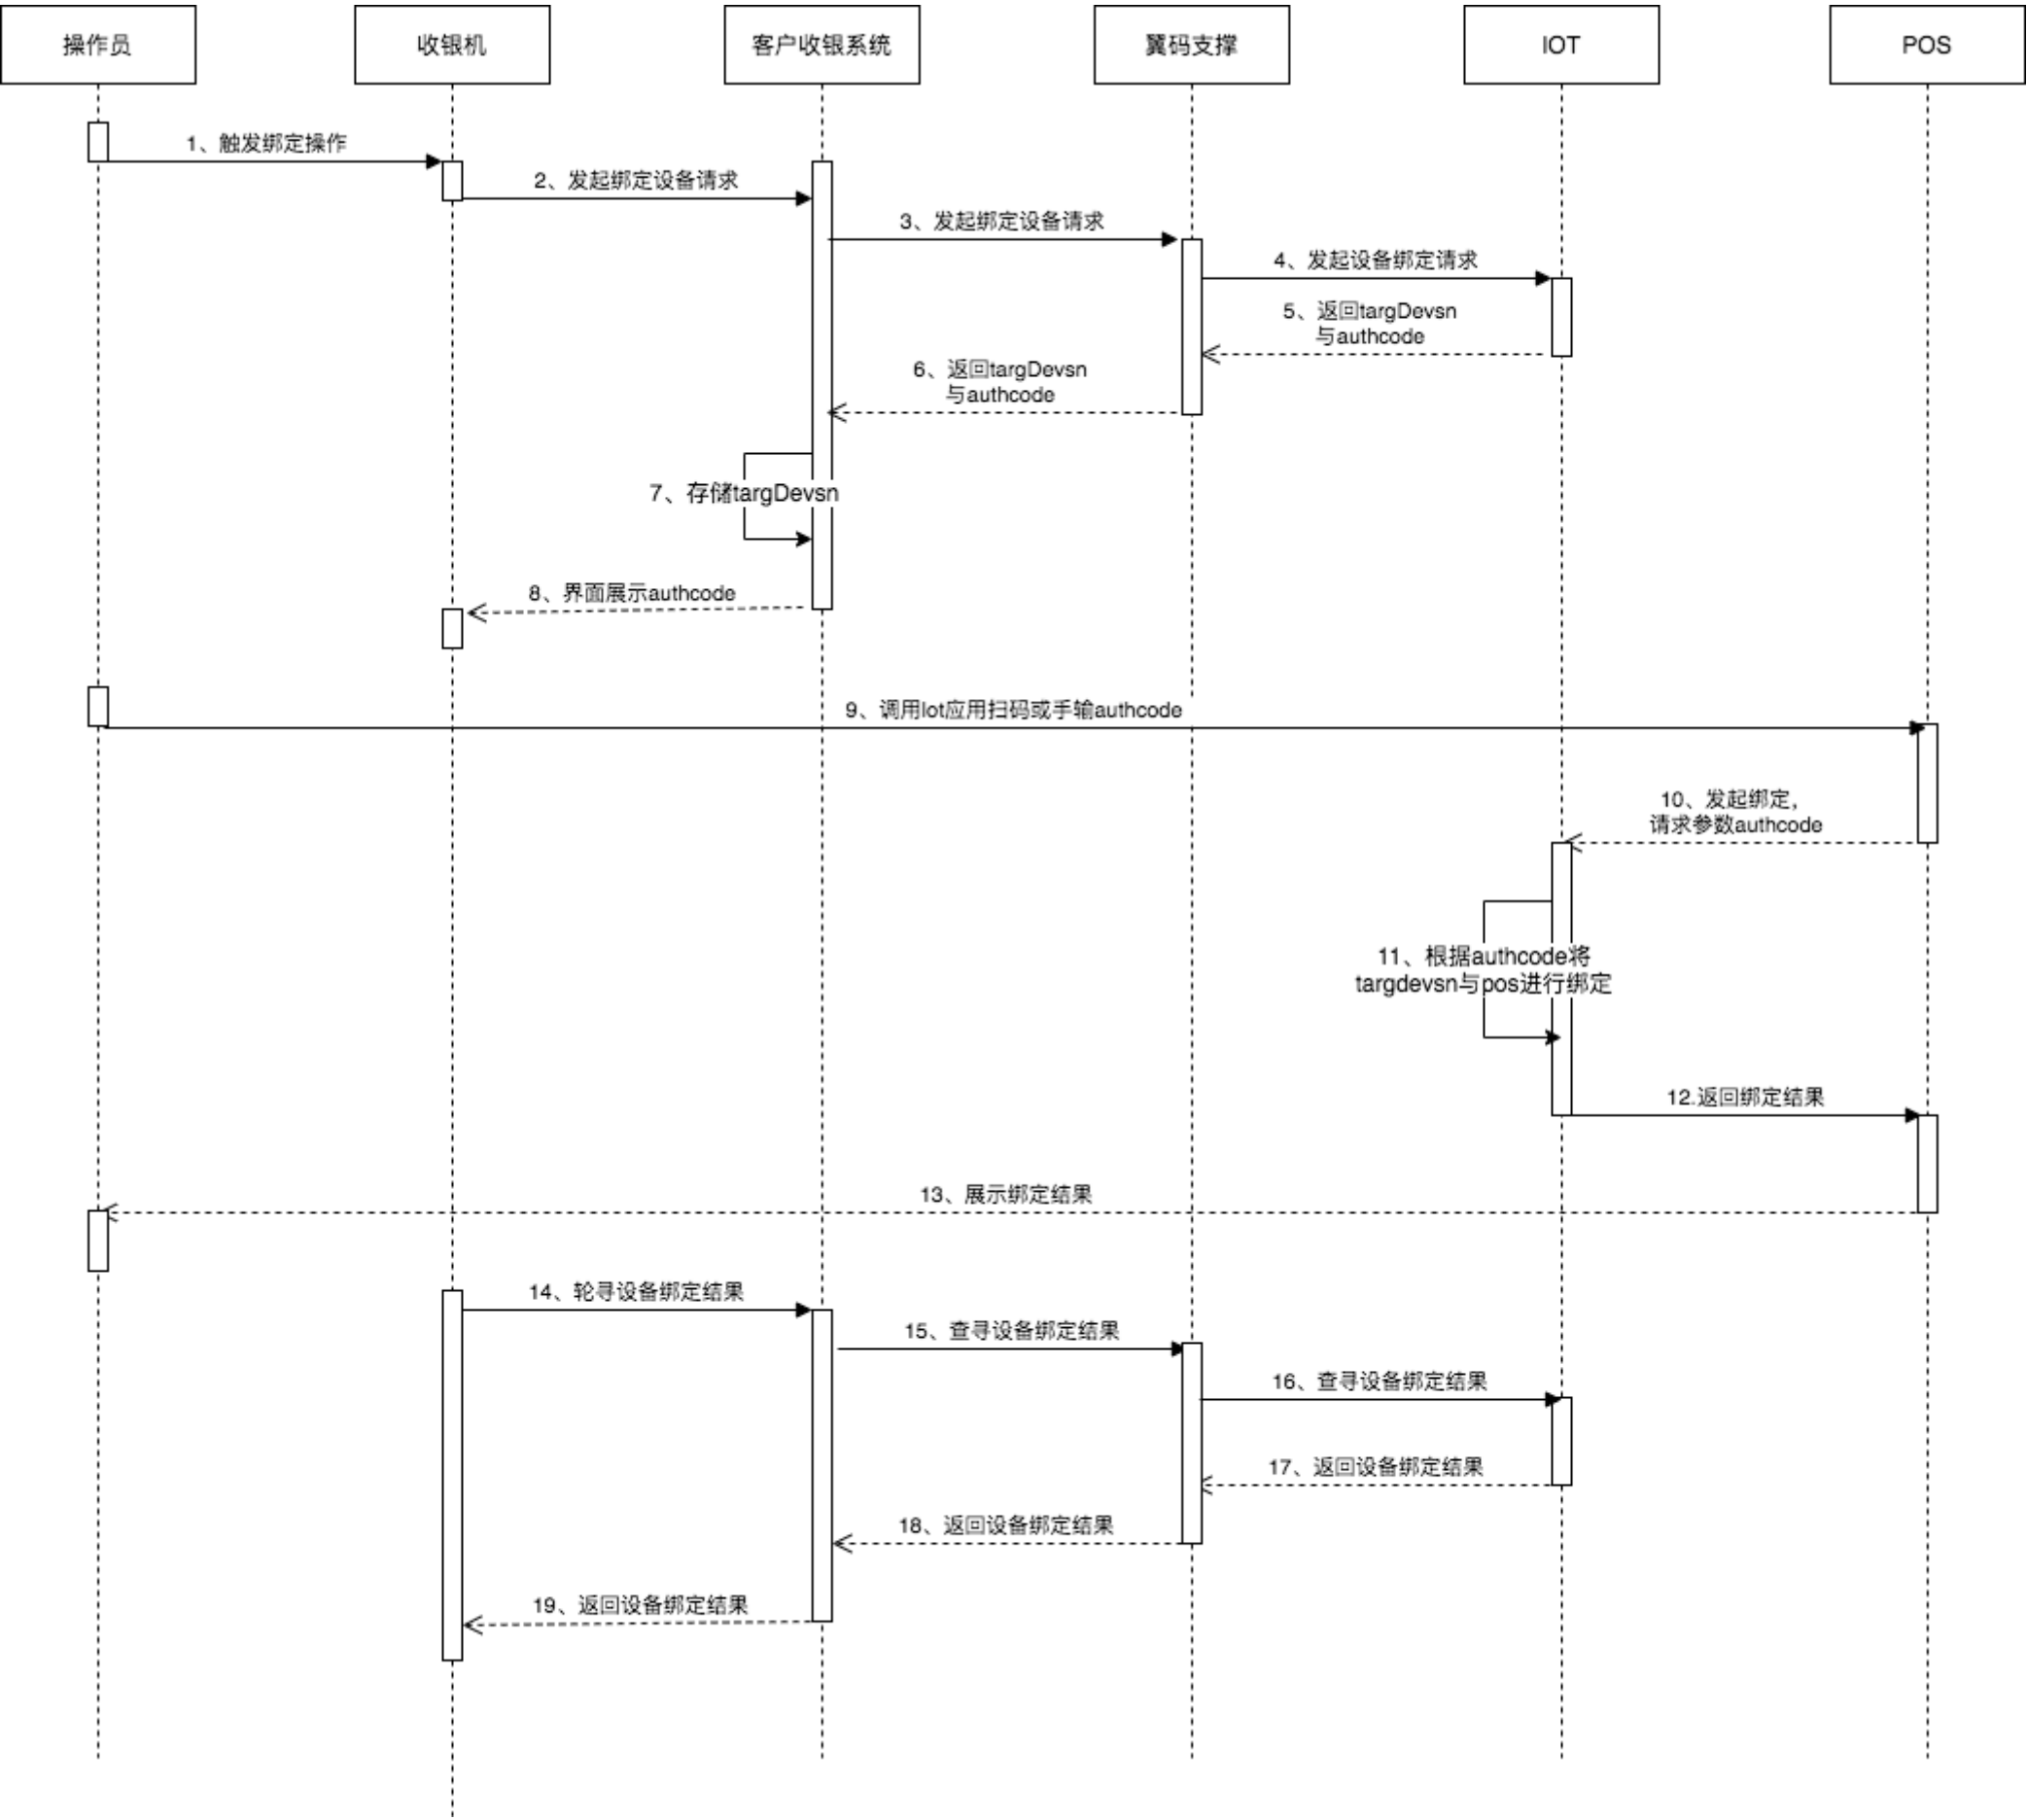 操作员
收银机
客户收银系统
翼码支撑
IOT
POS
1、触发绑定操作
2、发起绑定设备请求
3、发起绑定设备请求
4、发起设备绑定请求
5、返回targDevsn
与authcode
6、返回targDevsn
与authcode
7、存储targDevsn
8、界面展示authcode
9、调用Iot应用扫码或手输authcode
10、发起绑定，
请求参数authcode
11、根据authcode将
targdevsn与pos进行绑定
12.返回绑定结果
13、展示绑定结果
14、轮寻设备绑定结果
15、查寻设备绑定结果
16、查寻设备绑定结果
17、返回设备绑定结果
18、返回设备绑定结果
19、返回设备绑定结果